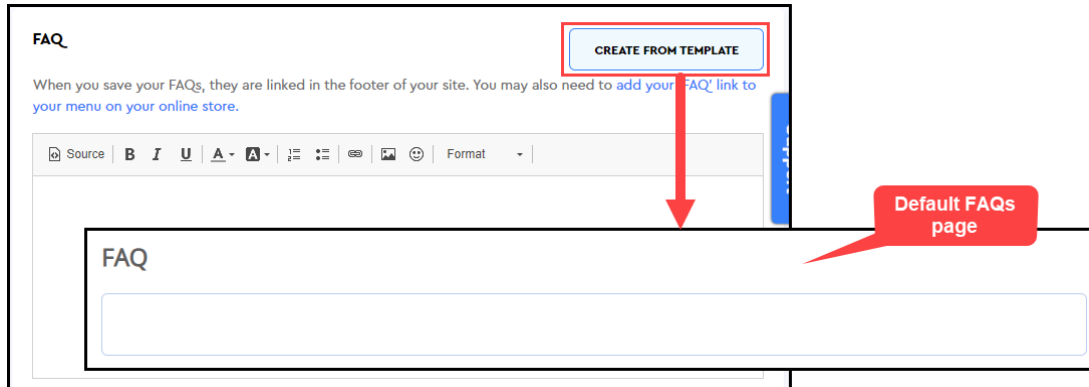 FAQ
CREATE FROM TEMPLATE
When you save your FAQs, they are linked in the footer of your site. You may also need to add your 'FAQ' link to
your menu on your online store.
Source B I U A A Format
Default FAQs
page
FAQ